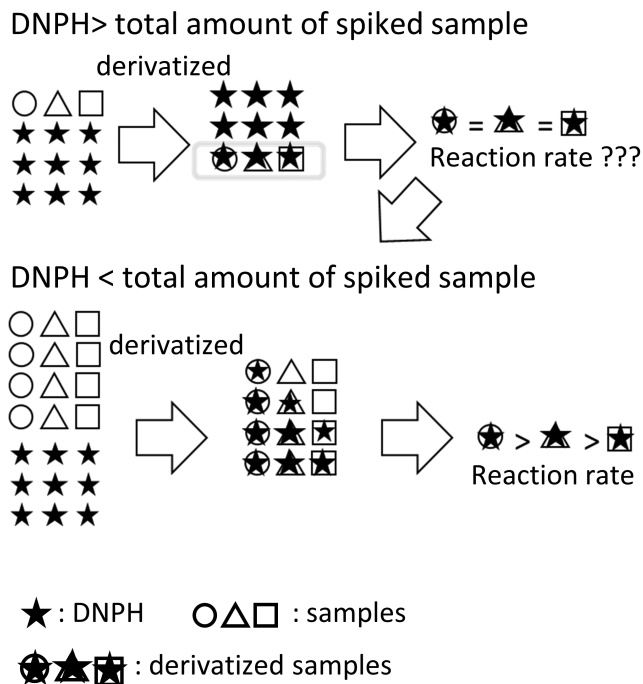 DNPH> total amount of spiked sample
derivatized
= =
Reaction rate ???
DNPH < total amount of spiked sample
derivatized
> >
Reaction rate
: DNPH : samples
: derivatized samples